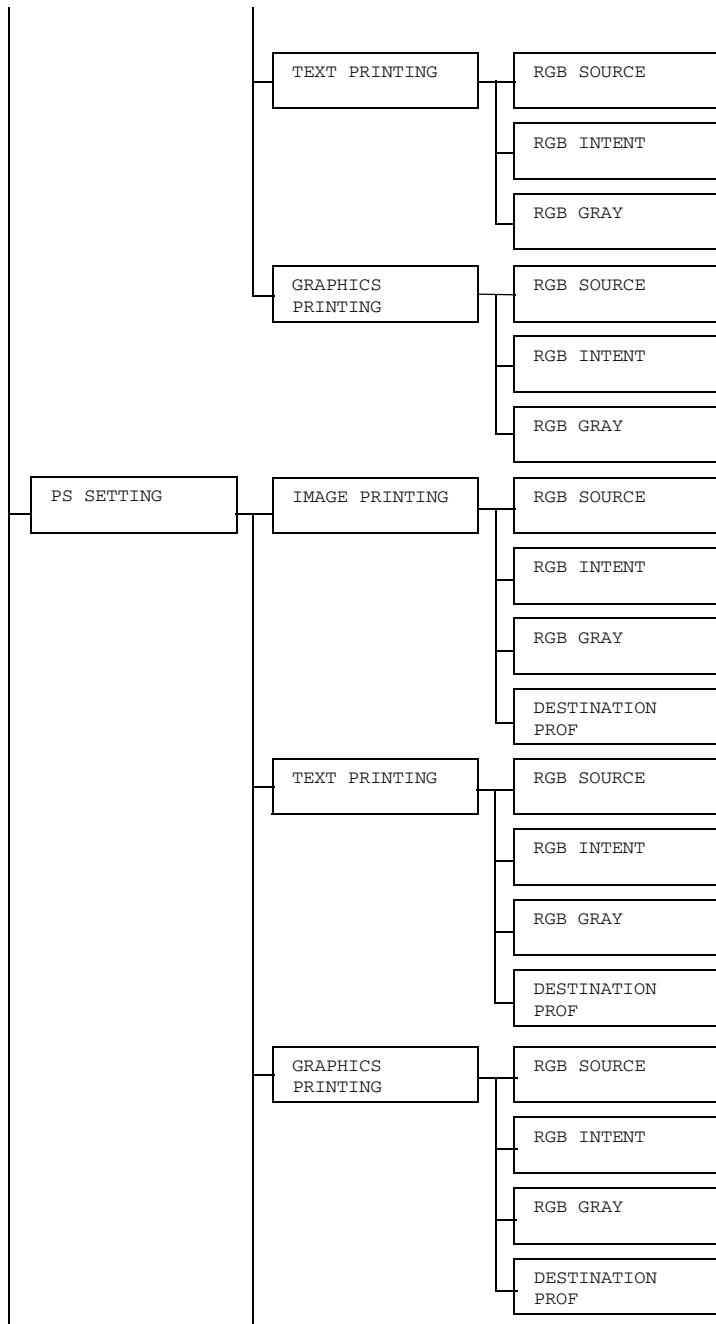 TEXT PRINTING
RGB SOURCE
RGB INTENT
RGB GRAY
GRAPHICS
PRINTING
RGB SOURCE
RGB INTENT
RGB GRAY
PS SETTING
IMAGE PRINTING
RGB SOURCE
RGB INTENT
RGB GRAY
DESTINATION
PROF
TEXT PRINTING
RGB SOURCE
RGB INTENT
RGB GRAY
DESTINATION
PROF
GRAPHICS
PRINTING
RGB SOURCE
RGB INTENT
RGB GRAY
DESTINATION
PROF